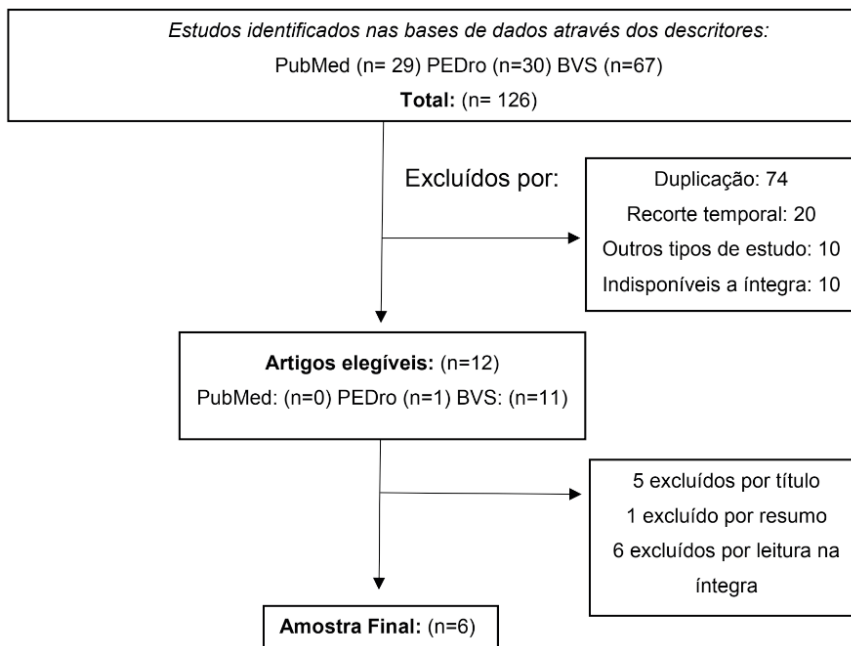 Estudos identificados nas bases de dados através dos descritores:
PubMed (n= 29) PEDro (n=30) BVS (n=67)
Total: (n= 126)
Excluídos por:
Duplicação: 74
Recorte temporal: 20
Outros tipos de estudo: 10
Indisponíveis a íntegra: 10
Artigos elegíveis: (n=12)
PubMed: (n=0) PEDro (n=1) BVS: (n=11)
5 excluídos por título
1 excluído por resumo
6 excluídos por leitura na
íntegra
Amostra Final: (n=6)